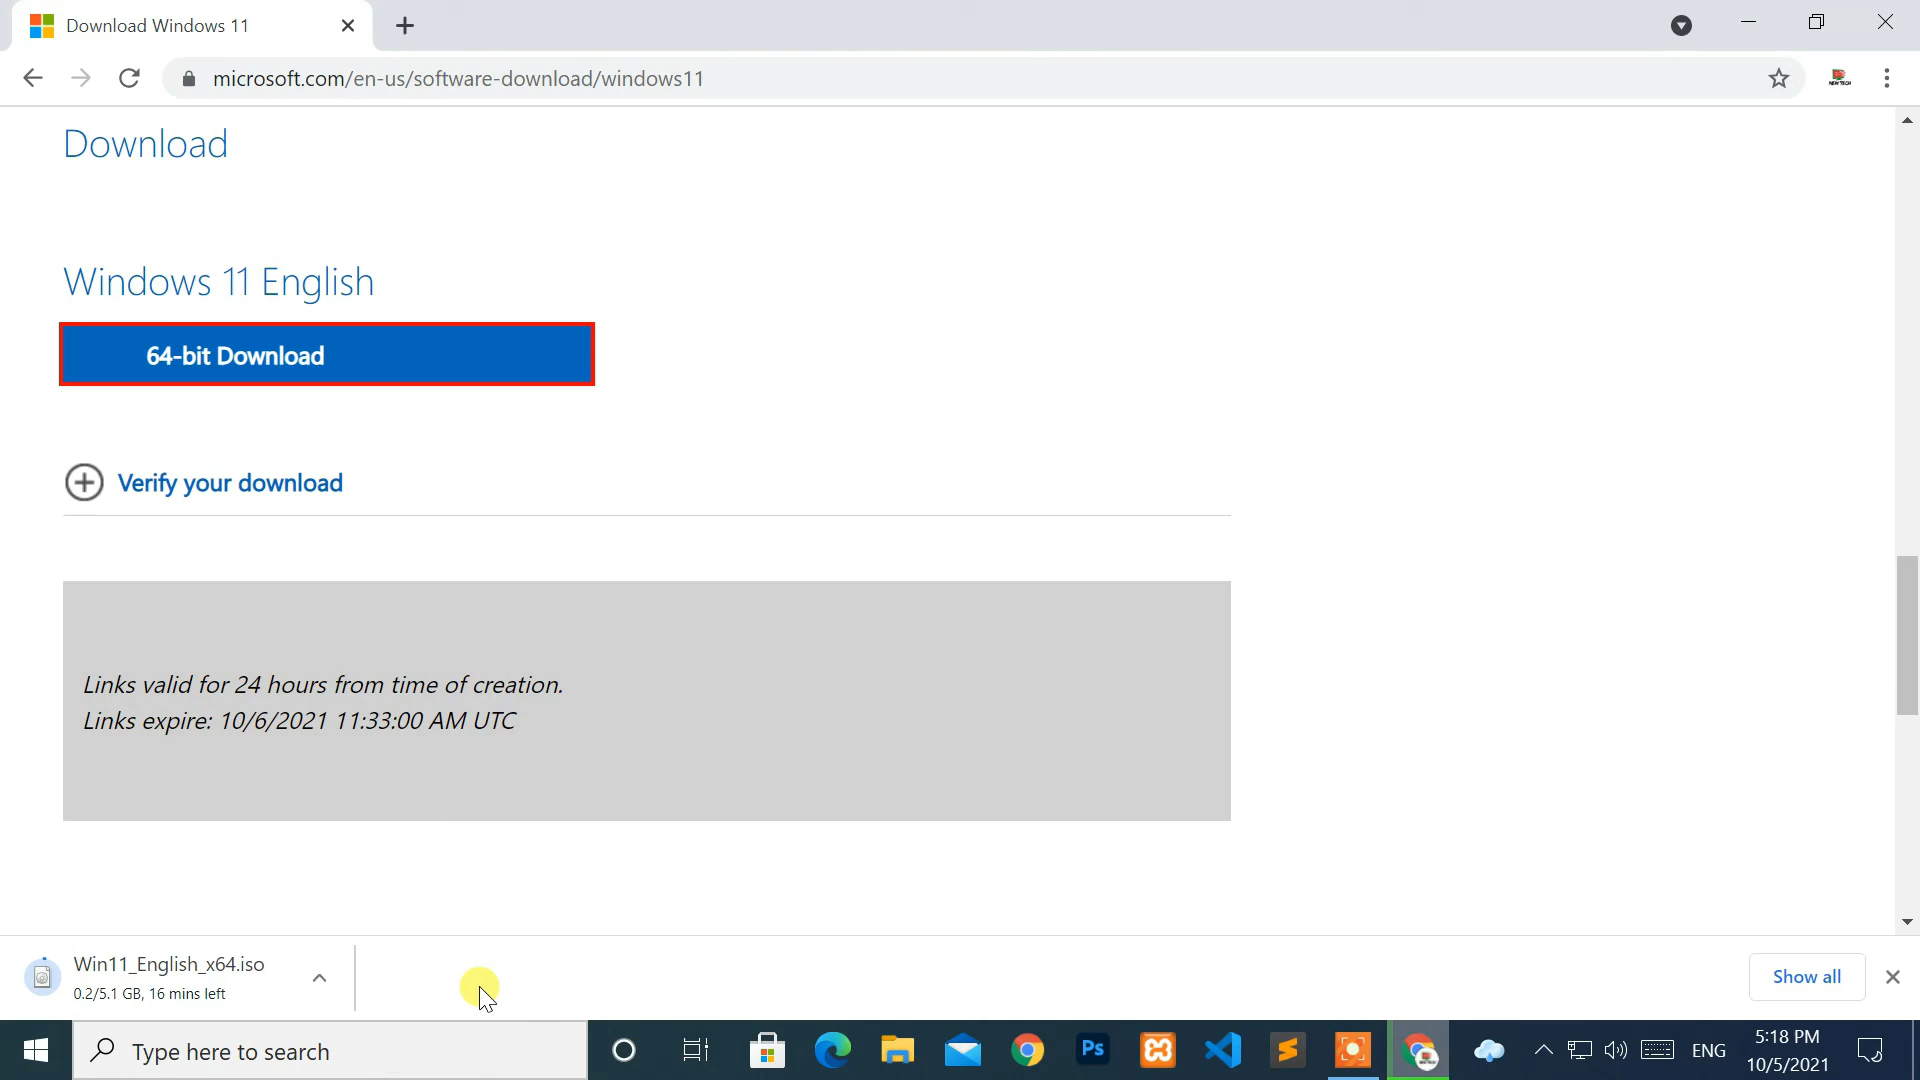 Download Windows 11
microsoft.com/en-us/software-download/windows11
NEW TECH
Download
Windows 11 English
64-bit Download
Verify your download
Links valid for 24 hours from time of creation.
Links expire: 10/6/2021 11:33:00 AM UTC
Win11_English_x64.iso
0.2/5.1 GB, 16 mins left
Show all
Type here to search
Ps
ENG
5:18 PM
10/5/2021